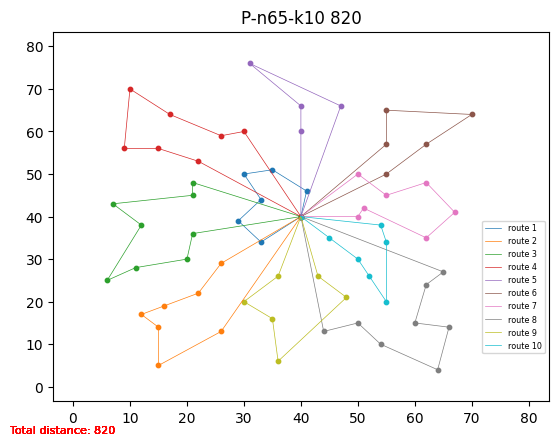 P-n65-k10 820
80
70
60
50
40
30
20
10
0
route 1
route 2
route 3
route 4
route 5
route 6
route 7
route 8
route 9
route 10
0 10 20 30 40 50 60 70 80
Total distance: 820